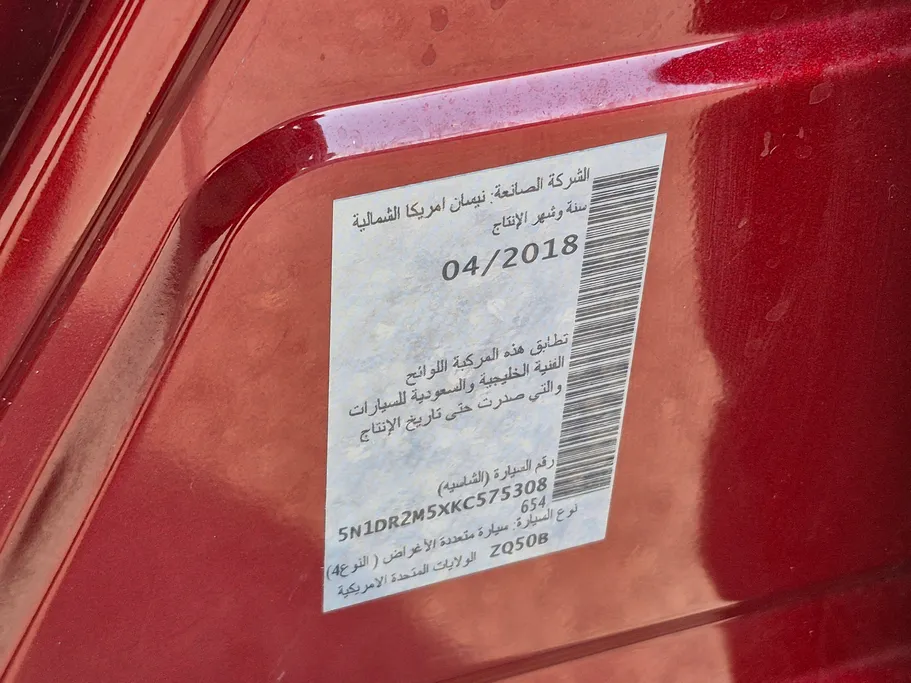 الشركة الصانعة: نيسان امريكا الشمالية
سنة وشهر الإنتاج
04/2018
تطابق هذه المركبة اللوائح
الفنية الخليجية والسعودية للسيارات
والتي صدرت حتى تاريخ الإنتاج
رقم السيارة (الشاسيه)
5N1DR2M5XKC575308
654
نوع السيارة: سيارة متعددة الأغراض ( النوع4)
ZQ50B الولايات المتحدة الامريكية